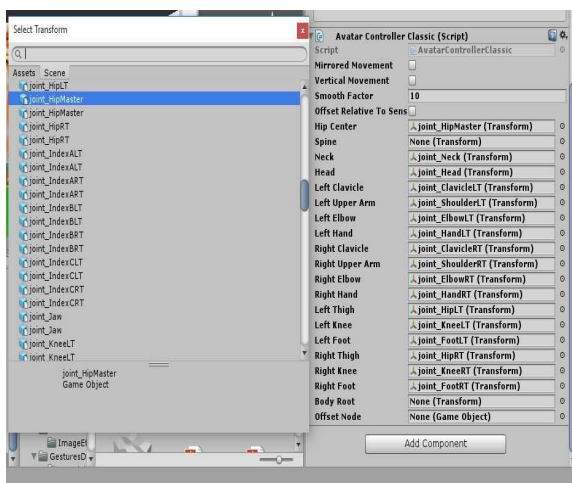 Select Transform
x
Assets Scene
joint_HipLT
joint_HipMaster
joint_HipMaster
joint_HipRT
joint_HipRT
joint_IndexALT
joint_IndexALT
joint_IndexART
joint_IndexART
joint_IndexBLT
joint_IndexBLT
joint_IndexBRT
joint_IndexBRT
joint_IndexCLT
joint_IndexCLT
joint_IndexCRT
joint_IndexCRT
joint_Jaw
joint_Jaw
joint_KneeLT
joint_KneeLT
joint_HipMaster
Game Object
GesturesD
Avatar Controller Classic (Script)
Script AvatarControllerClassic
Mirrored Movement
Vertical Movement
Smooth Factor 10
Offset Relative To Sens
Hip Center joint_HipMaster (Transform)
Spine None (Transform)
Neck joint_Neck (Transform)
Head joint_Head (Transform)
Left Clavicle joint_ClavicleLT (Transform)
Left Upper Arm joint_ShoulderLT (Transform)
Left Elbow joint_ElbowLT (Transform)
Left Hand joint_HandLT (Transform)
Right Clavicle joint_ClavicleRT (Transform)
Right Upper Arm joint_ShoulderRT (Transform)
Right Elbow joint_ElbowRT (Transform)
Right Hand joint_HandRT (Transform)
Left Thigh joint_HipLT (Transform)
Left Knee joint_KneeLT (Transform)
Left Foot joint_FootLT (Transform)
Right Thigh joint_HipRT (Transform)
Right Knee joint_KneeRT (Transform)
Right Foot joint_FootRT (Transform)
Body Root None (Transform)
Offset Node None (Game Object)
Add Component